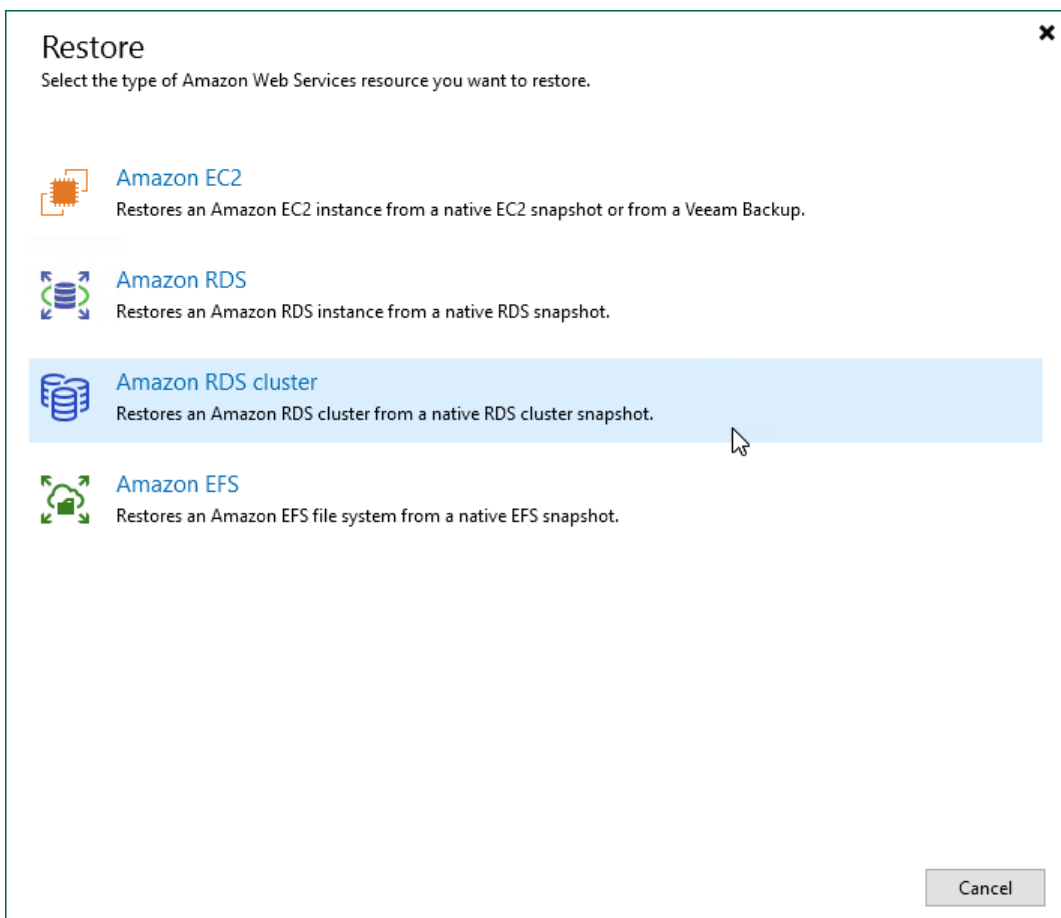 Restore
Select the type of Amazon Web Services resource you want to restore.
Amazon EC2
Restores an Amazon EC2 instance from a native EC2 snapshot or from a Veeam Backup.
Amazon RDS
Restores an Amazon RDS instance from a native RDS snapshot.
Amazon RDS cluster
Restores an Amazon RDS cluster from a native RDS cluster snapshot.
Amazon EFS
Restores an Amazon EFS file system from a native EFS snapshot.
Cancel